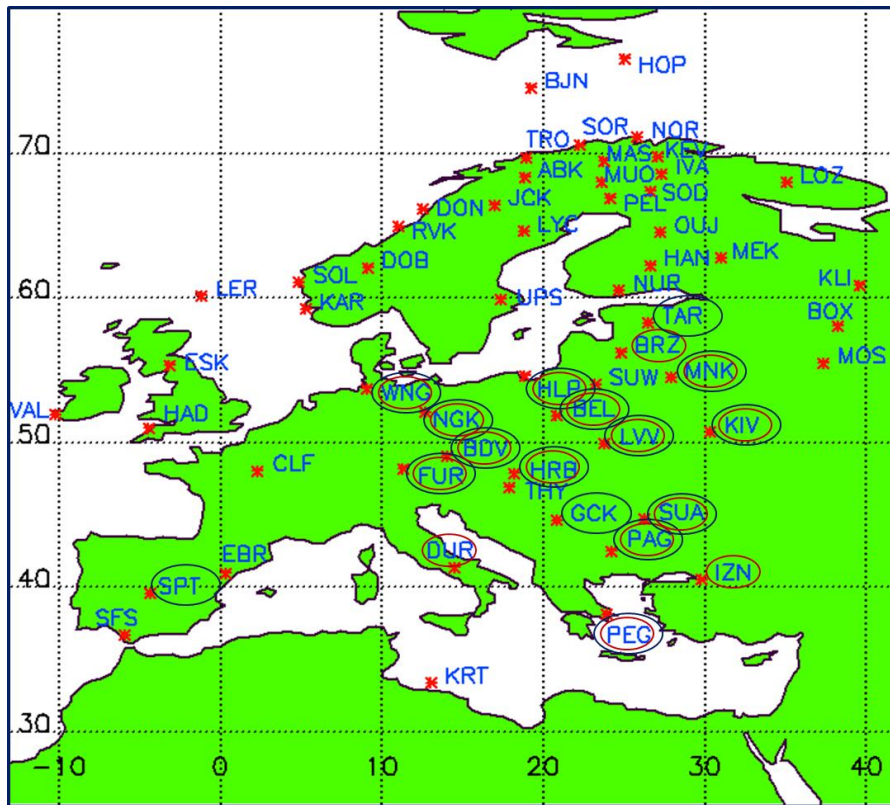 HOP
BJN
SOR NOR
70 TRO MAS KEV
ABK MUO IVA LOZ
JCK PEL SOD
DON
RVK LYC OUJ
DOB HAN MEK
SOL KLI
60 LER NUR
KAR UPS TAR BOX
BRZ MOS
ESK SUW MNK
WNG HLP
VAL HAD NGK BEL
50 BDV LVV KIV
CLF FUR HRB
THY
GCK SUA
DUR PAG
EBR
40 SPT IZN
SFS PEG
KRT
30
-10 0 10 20 30 40